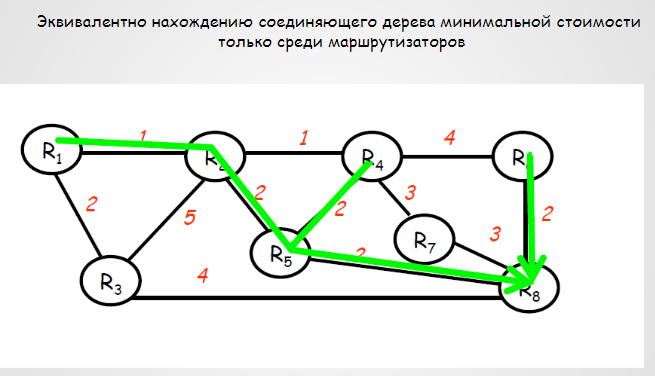 Эквивалентно нахождению соединяющего дерева минимальной стоимости
только среди маршрутизаторов
1
1
4
R1
R2
R4
R
2
5
2
2
3
2
R5
R7
3
2
R3
4
R8